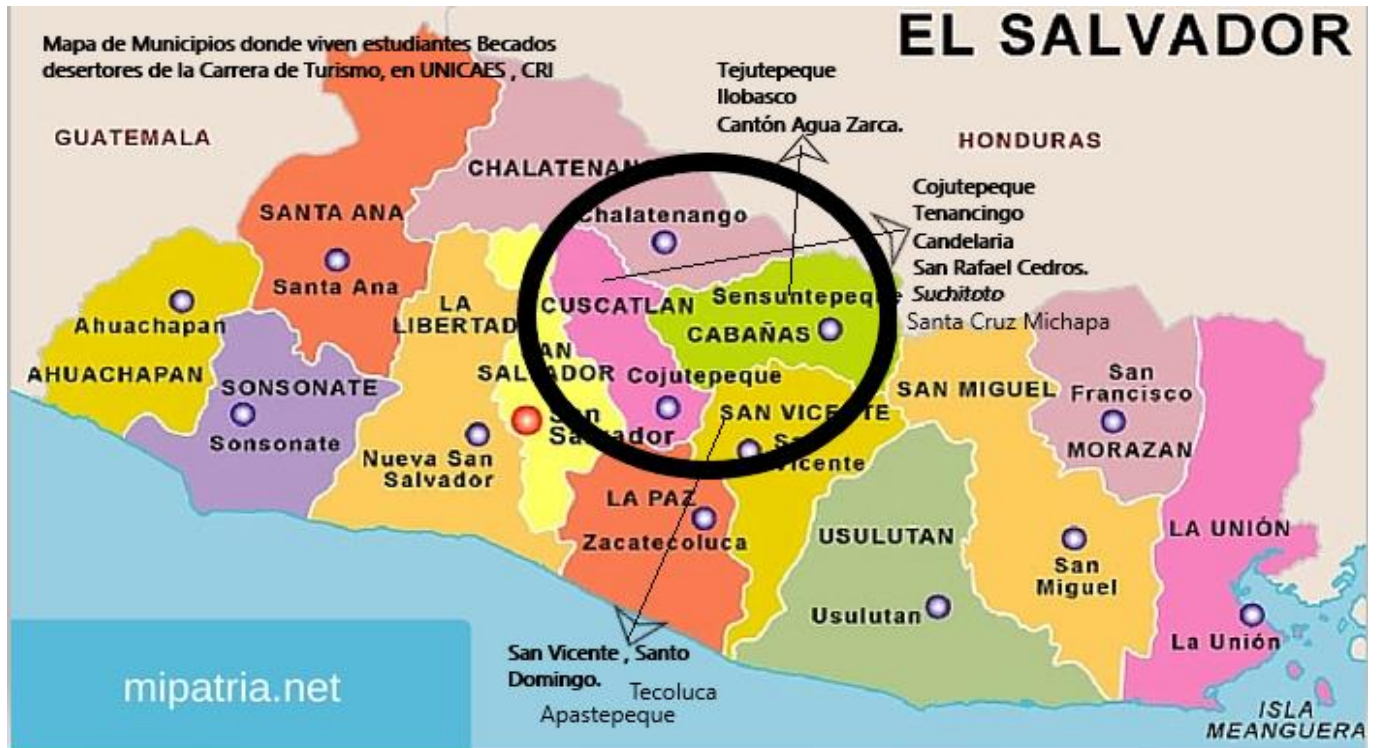 EL SALVADOR
Mapa de Municipios donde viven estudiantes Becados
desertores de la Carrera de Turismo, en UNICAES , CRI
Tejutepeque
Ilobasco
Cantón Agua Zarca.
GUATEMALA
HONDURAS
CHALATENANGO
Chalatenango
Cojutepeque
Tenancingo
Candelaria
San Rafael Cedros.
Suchitoto
Santa Cruz Michapa
SANTA ANA
Santa Ana
Ahuachapan
AHUACHAPAN
SONSONATE
Sonsonate
LA
LIBERTAD
Nueva San
Salvador
CUSCATLAN
Cojutepeque
SAN
SALVADOR
San
Salvador
Sensuntepeque
CABAÑAS
SAN VICENTE
San
Vicente
LA PAZ
Zacatecoluca
SAN MIGUEL
San
Miguel
San
Francisco
MORAZAN
USULUTAN
Usulutan
LA UNIÓN
La Unión
San Vicente , Santo
Domingo.
Tecoluca
Apastepeque
mipatria.net
ISLA
MEANGUERA